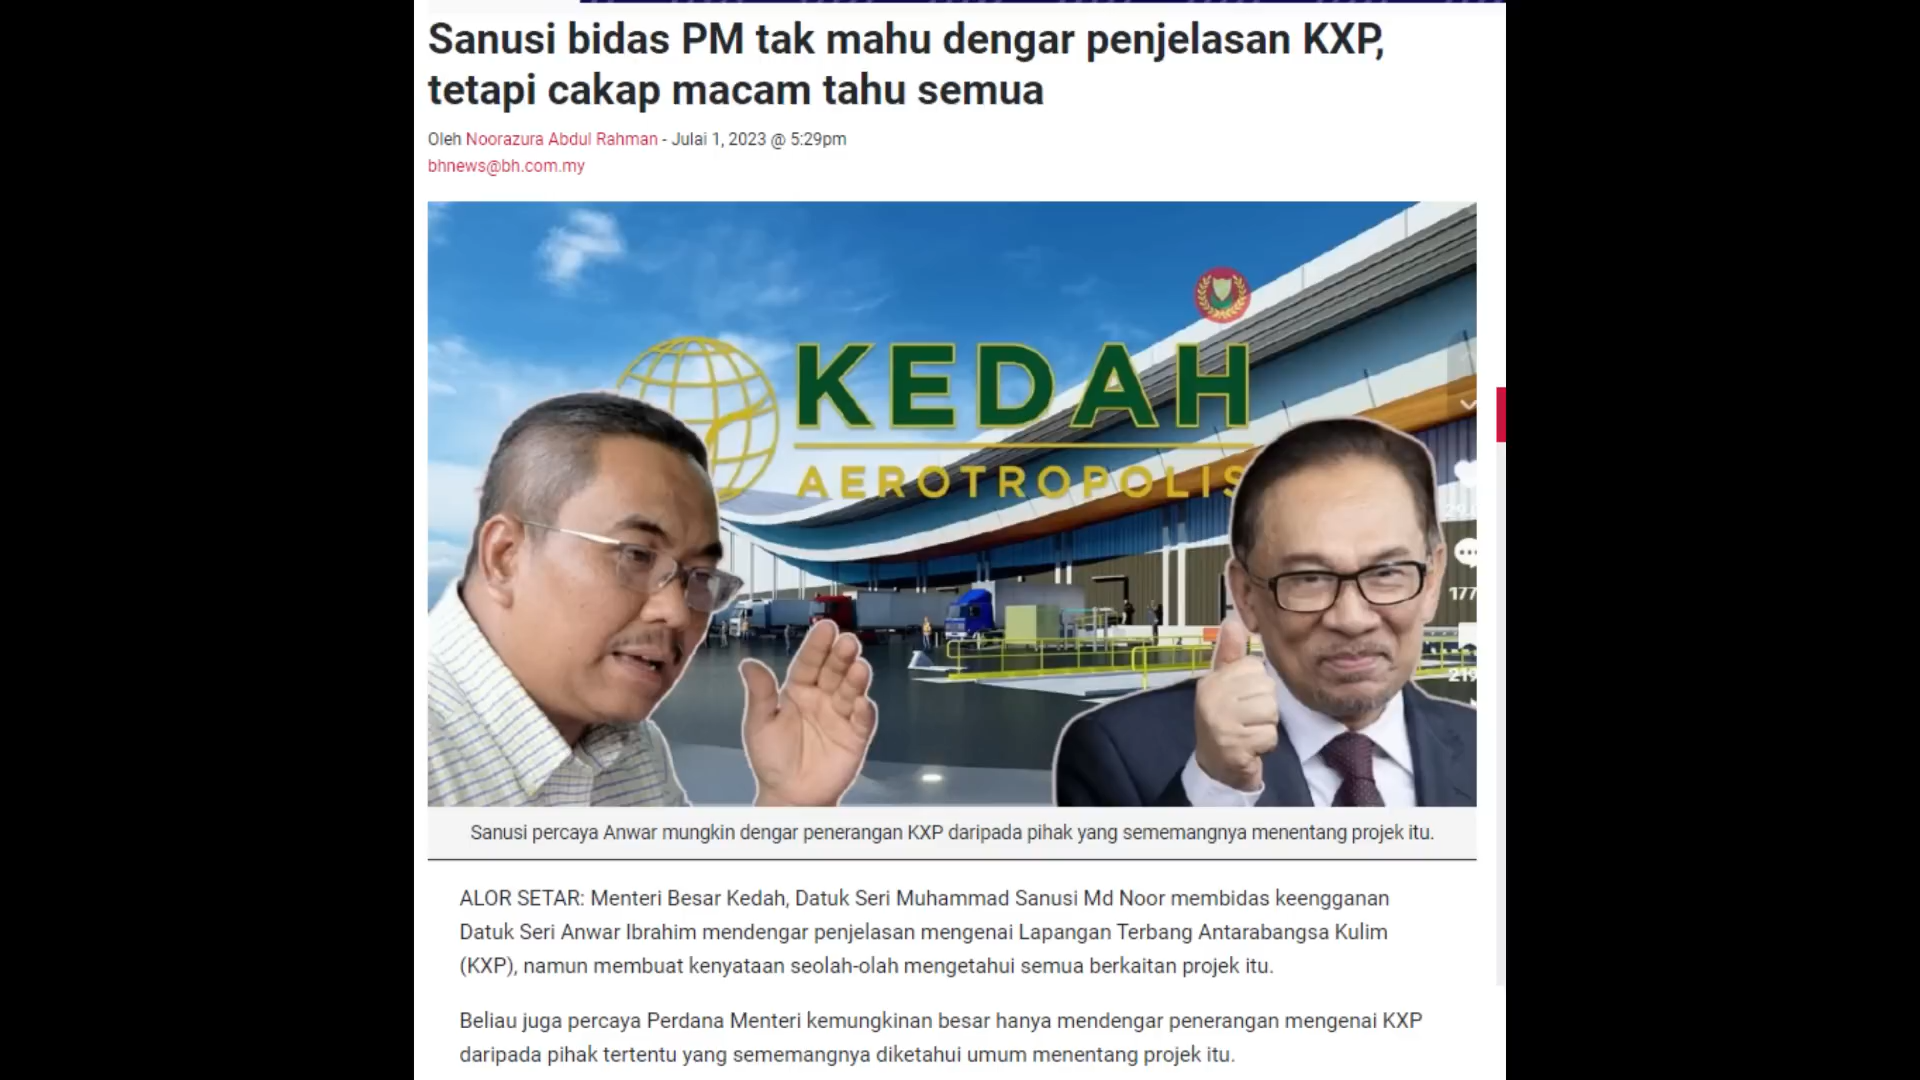 Sanusi bidas PM tak mahu dengar penjelasan KXP,
tetapi cakap macam tahu semua
Oleh Noorazura Abdul Rahman - Julai 1, 2023 @ 5:29pm
bhnews@bh.com.my
KEDAH
AEROTROPOLIS
177
219
Sanusi percaya Anwar mungkin dengar penerangan KXP daripada pihak yang sememangnya menentang projek itu.
ALOR SETAR: Menteri Besar Kedah, Datuk Seri Muhammad Sanusi Md Noor membidas keengganan
Datuk Seri Anwar Ibrahim mendengar penjelasan mengenai Lapangan Terbang Antarabangsa Kulim
(KXP), namun membuat kenyataan seolah-olah mengetahui semua berkaitan projek itu.
Beliau juga percaya Perdana Menteri kemungkinan besar hanya mendengar penerangan mengenai KXP
daripada pihak tertentu yang sememangnya diketahui umum menentang projek itu.